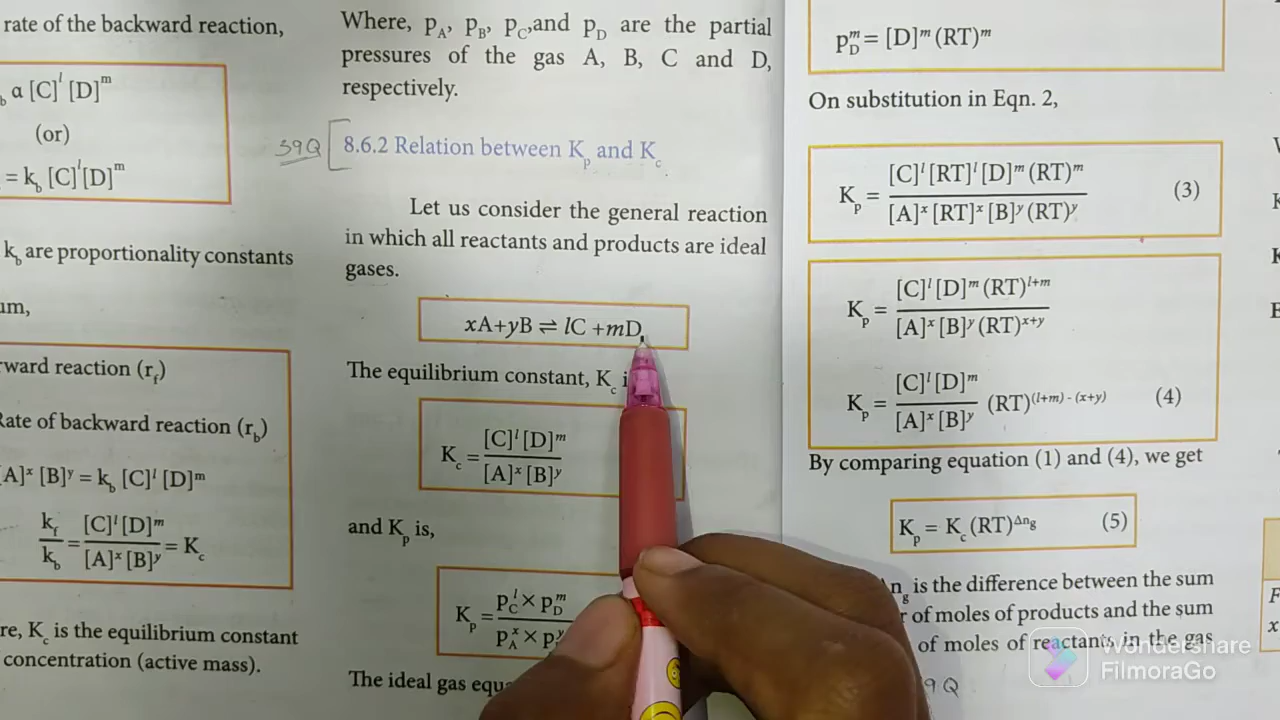 rate of the backward reaction,
b α [C]^l [D]^m
(or)
= k_b [C]^l [D]^m
k_b are proportionality constants
um,
ward reaction (r_f)
Rate of backward reaction (r_b)
[A]^x [B]^y = k_b [C]^l [D]^m
k_f/k_b = [C]^l [D]^m / [A]^x [B]^y = K_c
re, K_c is the equilibrium constant
concentration (active mass).
Where, p_A, p_B, p_C,and p_D are the partial
pressures of the gas A, B, C and D,
respectively.
39Q
8.6.2 Relation between K_p and K_c
Let us consider the general reaction
in which all reactants and products are ideal
gases.
xA+yB ⇌ lC +mD
The equilibrium constant, K_c i
K_c = [C]^l [D]^m / [A]^x [B]^y
and K_p is,
K_p = p_C^l × p_D^m / p_A^x × p
The ideal gas equ
p_D^m = [D]^m (RT)^m
On substitution in Eqn. 2,
K_p = [C]^l [RT]^l [D]^m (RT)^m / [A]^x [RT]^x [B]^y (RT)^y (3)
K_p = [C]^l [D]^m (RT)^{l+m} / [A]^x [B]^y (RT)^{x+y}
K_p = [C]^l [D]^m / [A]^x [B]^y (RT)^{(l+m) - (x+y)} (4)
By comparing equation (1) and (4), we get
K_p = K_c (RT)^{Δn_g} (5)
n_g is the difference between the sum
r of moles of products and the sum
of moles of reactants in the gas
9 Q
Wondershare
FilmoraGo